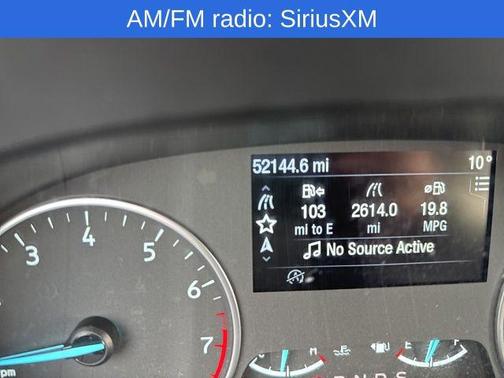 AM/FM radio: SiriusXM
52144.6 mi 10°
103 2614.0 19.8
mi to E mi MPG
No Source Active
3 4 5 6 7
rpm
C H
P R N D S